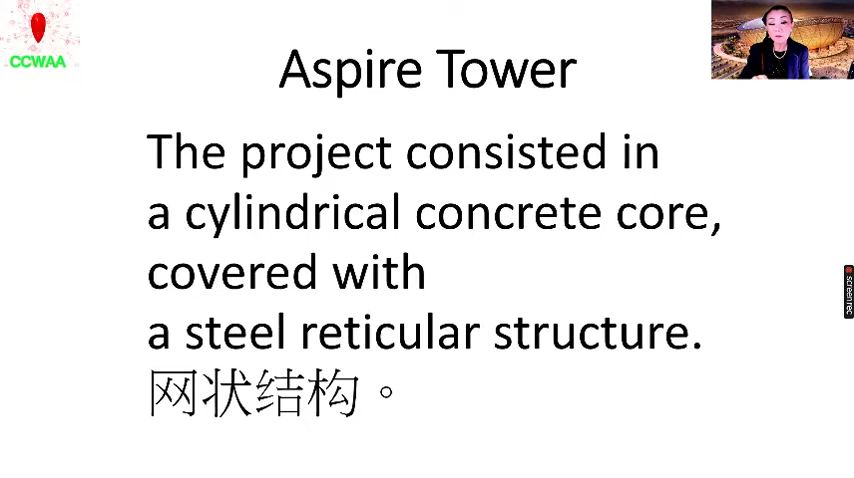 CCWAA
Aspire Tower
The project consisted in
a cylindrical concrete core,
covered with
a steel reticular structure.
网状结构。
screenrec